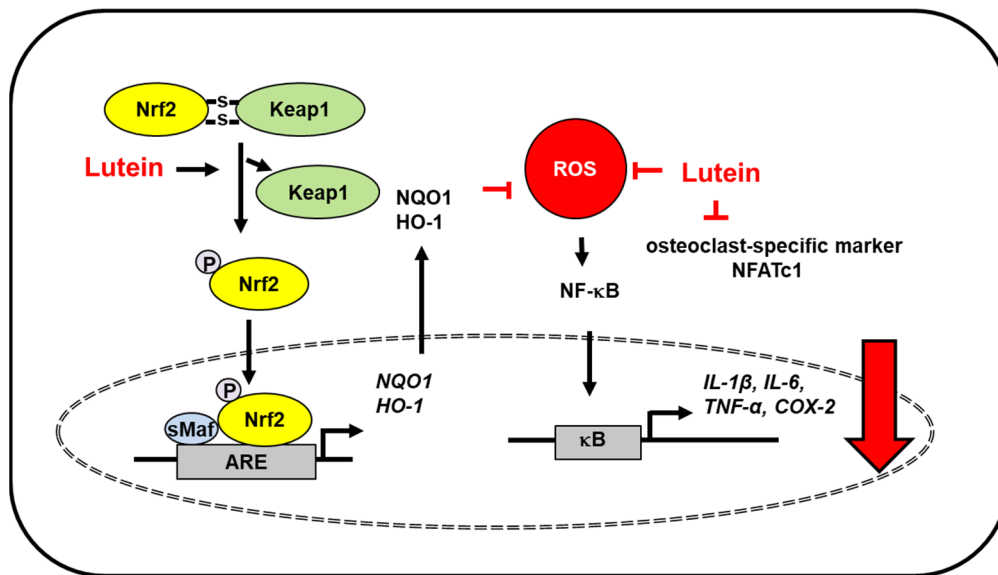 Nrf2
S
S
Keap1
Lutein
Keap1
NQO1
HO-1
ROS
Lutein
osteoclast-specific marker
NFATc1
P
Nrf2
NF-κB
NQO1
HO-1
IL-1β, IL-6,
TNF-α, COX-2
P
Nrf2
sMaf
ARE
κB